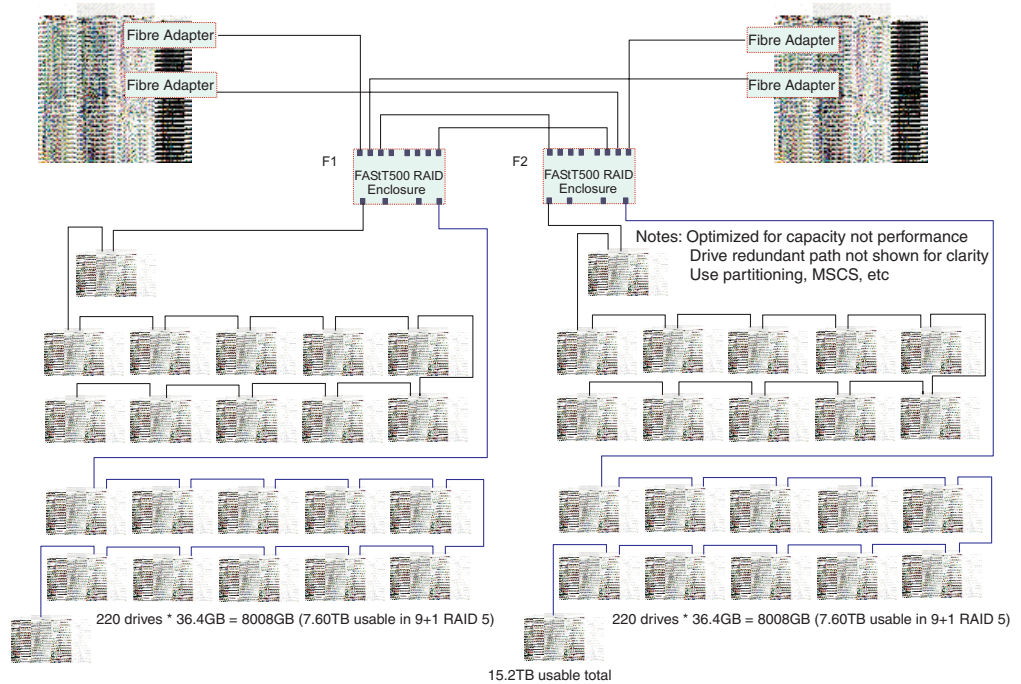 Fibre Adapter
Fibre Adapter
Fibre Adapter
Fibre Adapter
F1
FAStT500 RAID
Enclosure
F2
FAStT500 RAID
Enclosure
Notes: Optimized for capacity not performance
Drive redundant path not shown for clarity
Use partitioning, MSCS, etc
220 drives * 36.4GB = 8008GB (7.60TB usable in 9+1 RAID 5)
220 drives * 36.4GB = 8008GB (7.60TB usable in 9+1 RAID 5)
15.2TB usable total